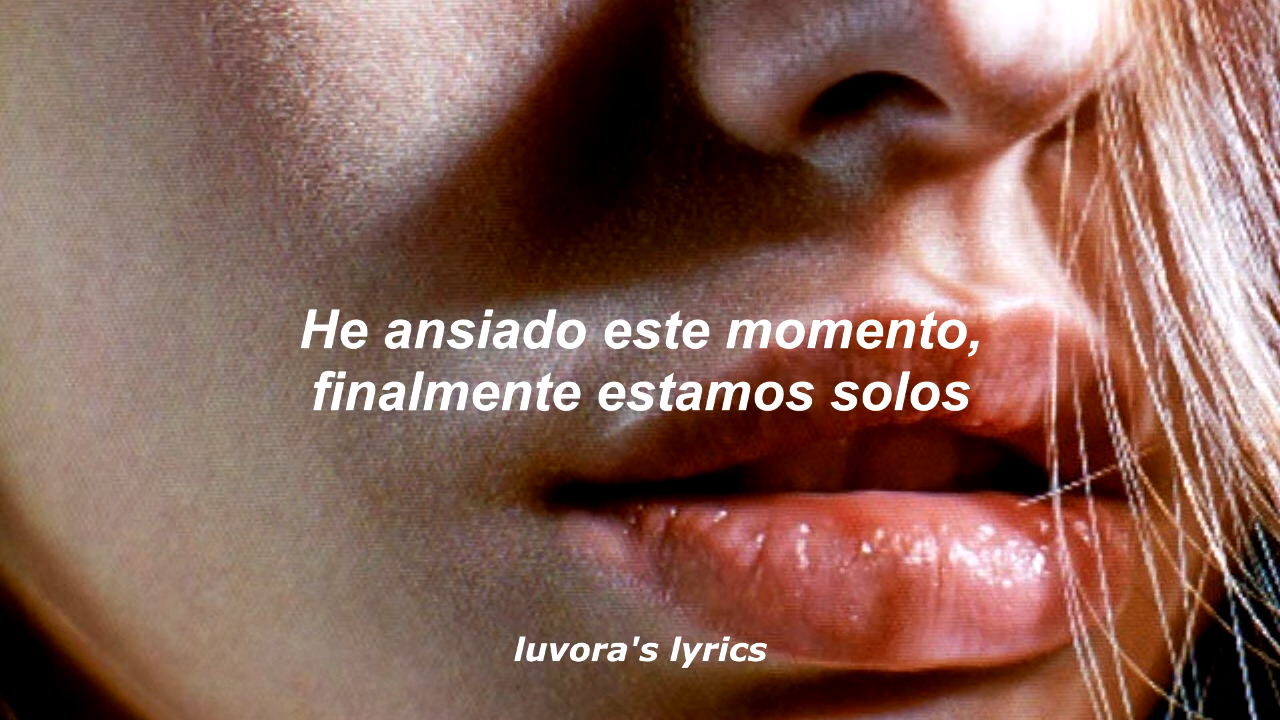 He ansiado este momento,
finalmente estamos solos
luvora's lyrics